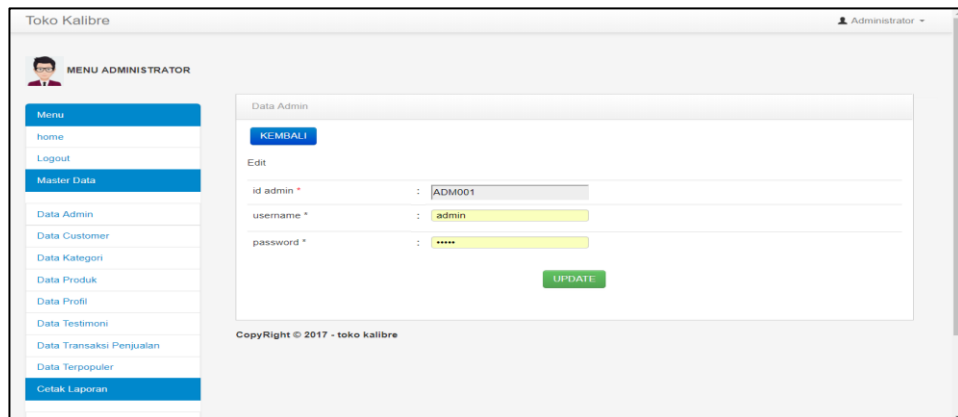 Toko Kalibre
Administrator
MENU ADMINISTRATOR
Menu
home
Logout
Master Data
Data Admin
Data Customer
Data Kategori
Data Produk
Data Profil
Data Testimoni
Data Transaksi Penjualan
Data Terpopuler
Cetak Laporan
Data Admin
KEMBALI
Edit
id admin * : ADM001
username * : admin
password * : •••••
UPDATE
CopyRight © 2017 - toko kalibre